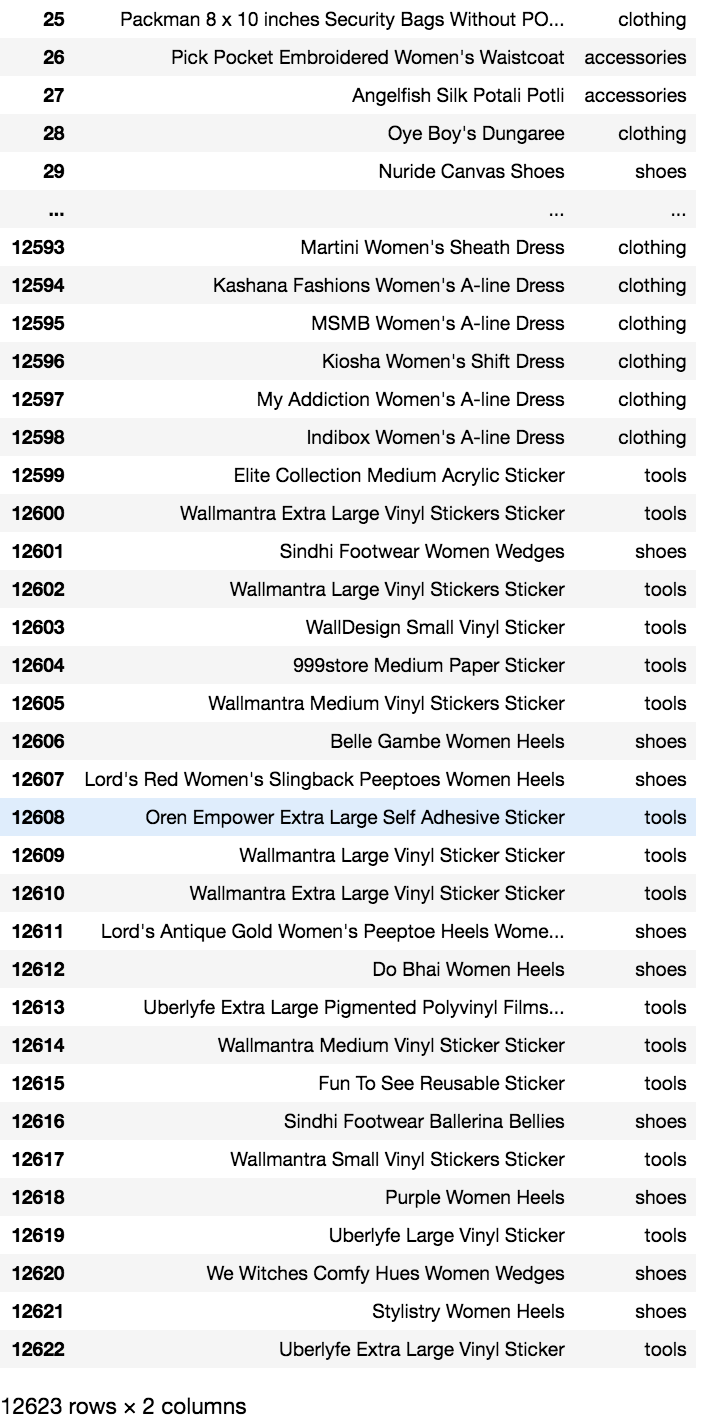 25 Packman 8 x 10 inches Security Bags Without PO... clothing
26 Pick Pocket Embroidered Women's Waistcoat accessories
27 Angelfish Silk Potali Potli accessories
28 Oye Boy's Dungaree clothing
29 Nuride Canvas Shoes shoes
... ... ...
12593 Martini Women's Sheath Dress clothing
12594 Kashana Fashions Women's A-line Dress clothing
12595 MSMB Women's A-line Dress clothing
12596 Kiosha Women's Shift Dress clothing
12597 My Addiction Women's A-line Dress clothing
12598 Indibox Women's A-line Dress clothing
12599 Elite Collection Medium Acrylic Sticker tools
12600 Wallmantra Extra Large Vinyl Stickers Sticker tools
12601 Sindhi Footwear Women Wedges shoes
12602 Wallmantra Large Vinyl Stickers Sticker tools
12603 WallDesign Small Vinyl Sticker tools
12604 999store Medium Paper Sticker tools
12605 Wallmantra Medium Vinyl Stickers Sticker tools
12606 Belle Gambe Women Heels shoes
12607 Lord's Red Women's Slingback Peeptoes Women Heels shoes
12608 Oren Empower Extra Large Self Adhesive Sticker tools
12609 Wallmantra Large Vinyl Sticker Sticker tools
12610 Wallmantra Extra Large Vinyl Sticker Sticker tools
12611 Lord's Antique Gold Women's Peeptoe Heels Wome... shoes
12612 Do Bhai Women Heels shoes
12613 Uberlyfe Extra Large Pigmented Polyvinyl Films... tools
12614 Wallmantra Medium Vinyl Sticker Sticker tools
12615 Fun To See Reusable Sticker tools
12616 Sindhi Footwear Ballerina Bellies shoes
12617 Wallmantra Small Vinyl Stickers Sticker tools
12618 Purple Women Heels shoes
12619 Uberlyfe Large Vinyl Sticker tools
12620 We Witches Comfy Hues Women Wedges shoes
12621 Stylistry Women Heels shoes
12622 Uberlyfe Extra Large Vinyl Sticker tools
12623 rows × 2 columns